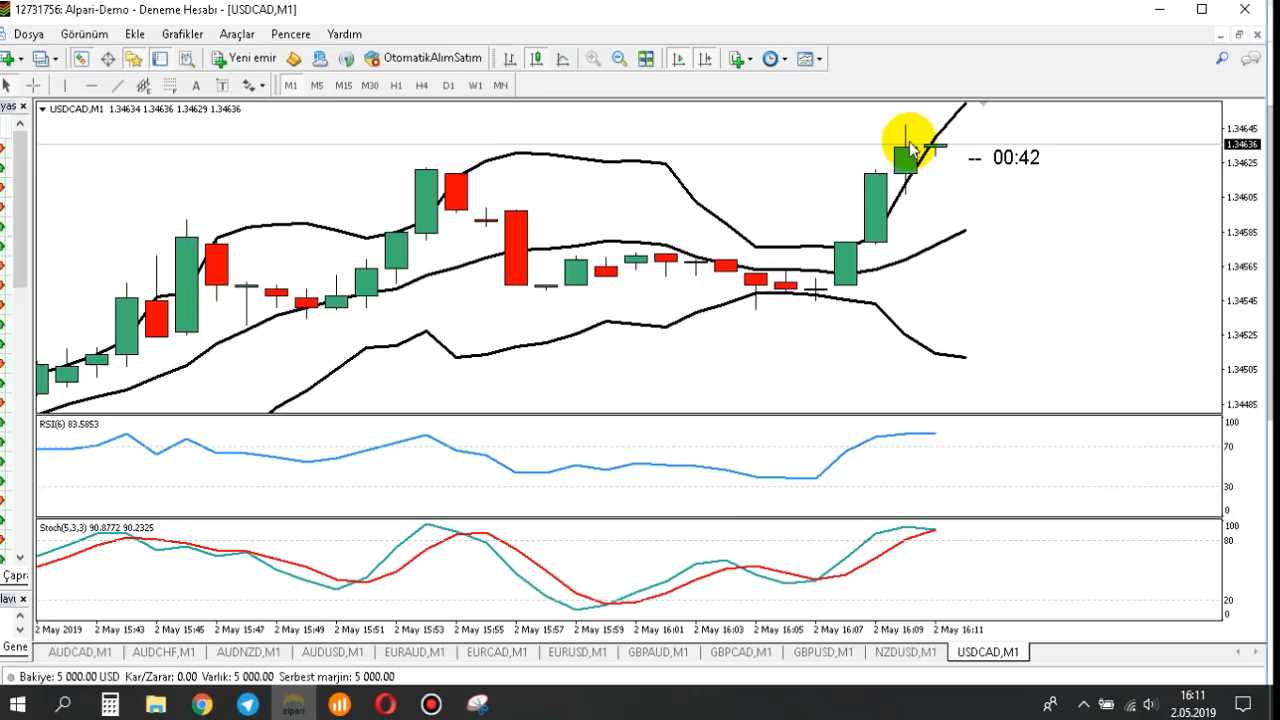 12731756: Alpari-Demo - Deneme Hesabı - [USDCAD,M1]
Dosya Görünüm Ekle Grafikler Araçlar Pencere Yardım
Yeni emir OtomatikAlımSatım
A T M1 M5 M15 M30 H1 H4 D1 W1 MN
USDCAD,M1 1.34634 1.34636 1.34629 1.34636
1.34645
1.34636
-- 00:42
1.34625
1.34605
1.34585
1.34565
1.34545
1.34525
1.34505
1.34485
RSI(6) 83.5853
100
70
30
0
Stoch(5,3,3) 90.8772 90.2325
100
80
20
0
2 May 2019 2 May 15:43 2 May 15:45 2 May 15:47 2 May 15:49 2 May 15:51 2 May 15:53 2 May 15:55 2 May 15:57 2 May 15:59 2 May 16:01 2 May 16:03 2 May 16:05 2 May 16:07 2 May 16:09 2 May 16:11
Gene
AUDCAD,M1 AUDCHF,M1 AUDNZD,M1 AUDUSD,M1 EURAUD,M1 EURCAD,M1 EURUSD,M1 GBPAUD,M1 GBPCAD,M1 GBPUSD,M1 NZDUSD,M1 USDCAD,M1
Bakiye: 5 000.00 USD Kar/Zarar: 0.00 Varlık: 5 000.00 Serbest marjin: 5 000.00
alpari
16:11
2.05.2019